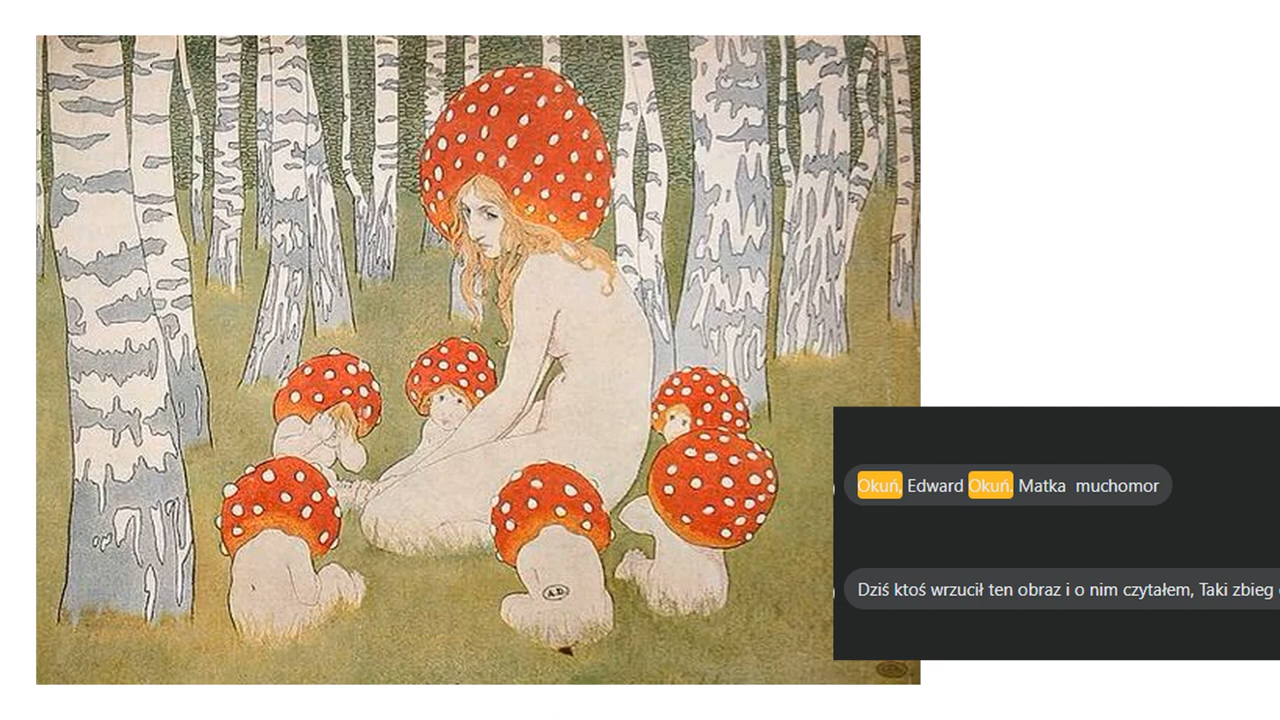 A.D.
Okuń, Edward Okuń. Matka muchomor
Dziś ktoś wrzucił ten obraz i o nim czytałem, Taki zbieg